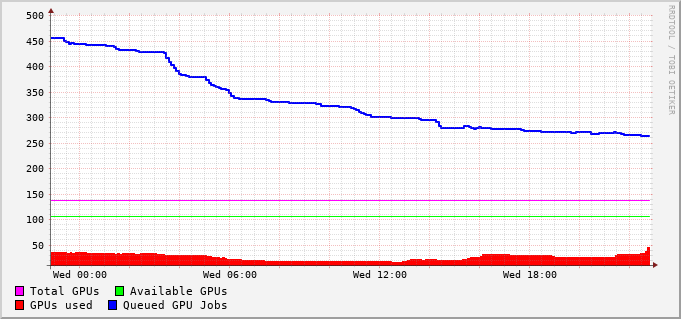 RRDTOOL / TOBI OETIKER
500
450
400
350
300
250
200
150
100
50
Wed 00:00 Wed 06:00 Wed 12:00 Wed 18:00
Total GPUs Available GPUs
GPUs used Queued GPU Jobs